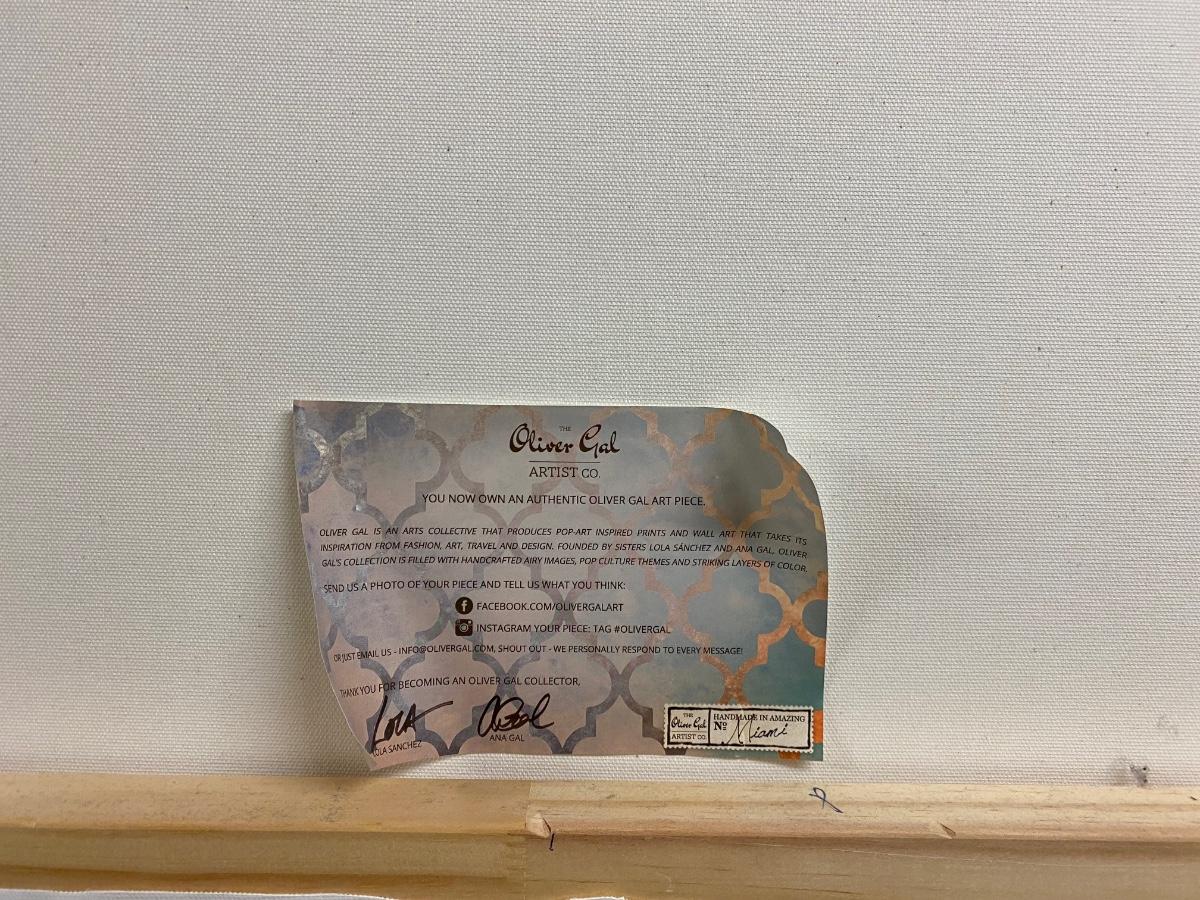 THE
Oliver Gal
ARTIST CO.
YOU NOW OWN AN AUTHENTIC OLIVER GAL ART PIECE.
OLIVER GAL IS AN ARTS COLLECTIVE THAT PRODUCES POP-ART INSPIRED PRINTS AND WALL ART THAT TAKES ITS
INSPIRATION FROM FASHION, ART, TRAVEL AND DESIGN. FOUNDED BY SISTERS LOLA SÁNCHEZ AND ANA GAL, OLIVER
GAL'S COLLECTION IS FILLED WITH HANDCRAFTED AIRY IMAGES, POP CULTURE THEMES AND STRIKING LAYERS OF COLOR.
SEND US A PHOTO OF YOUR PIECE AND TELL US WHAT YOU THINK:
FACEBOOK.COM/OLIVERGALART
INSTAGRAM YOUR PIECE: TAG #OLIVERGAL
OR JUST EMAIL US - INFO@OLIVERGAL.COM, SHOUT OUT - WE PERSONALLY RESPOND TO EVERY MESSAGE!
THANK YOU FOR BECOMING AN OLIVER GAL COLLECTOR,
LOLA
LOLA SANCHEZ
ANA GAL
THE
Oliver Gal
ARTIST CO.
HANDMADE IN AMAZING
Nº Miami